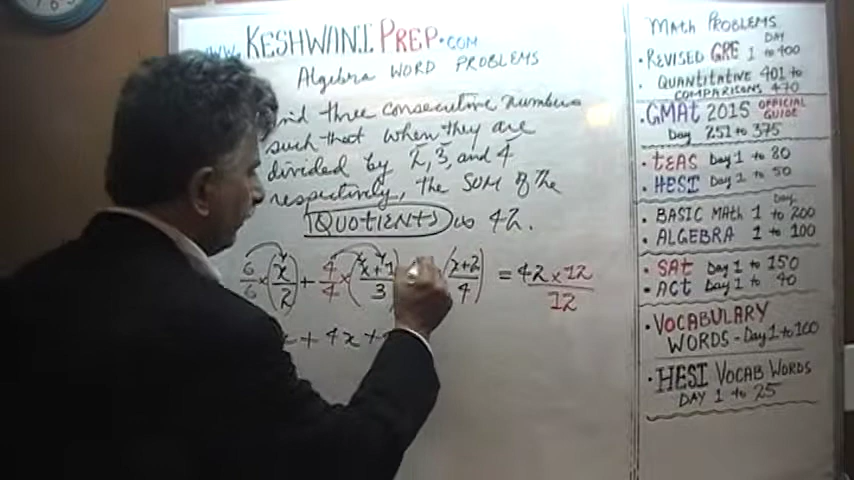 www.KESHWANI PREP.COM
Algebra WORD PROBLEMS
ind three consecutive numbers
such that when they are
divided by 2, 3, and 4
respectively, the SUM of the
QUOTIENTS is 42.
6/6 × (x/2) + 4/4 × (x+1/3) (x+2/4) = 42 × 12/12
x + 4x + 4
MATH PROBLEMS
DAY
• REVISED GRE 1 to 400
• QUANTITATIVE 401 to
COMPARISONS 470
• GMAT 2015 OFFICIAL GUIDE
Day 251 to 375
• TEAS Day 1 to 80
• HESI Day 1 to 50
Day
• BASIC MATH 1 to 200
• ALGEBRA 1 to 100
• SAT Day 1 to 150
• ACT Day 1 to 40
• VOCABULARY
WORDS - Day 1 to 100
• HESI VOCAB WORDS
DAY 1 to 25